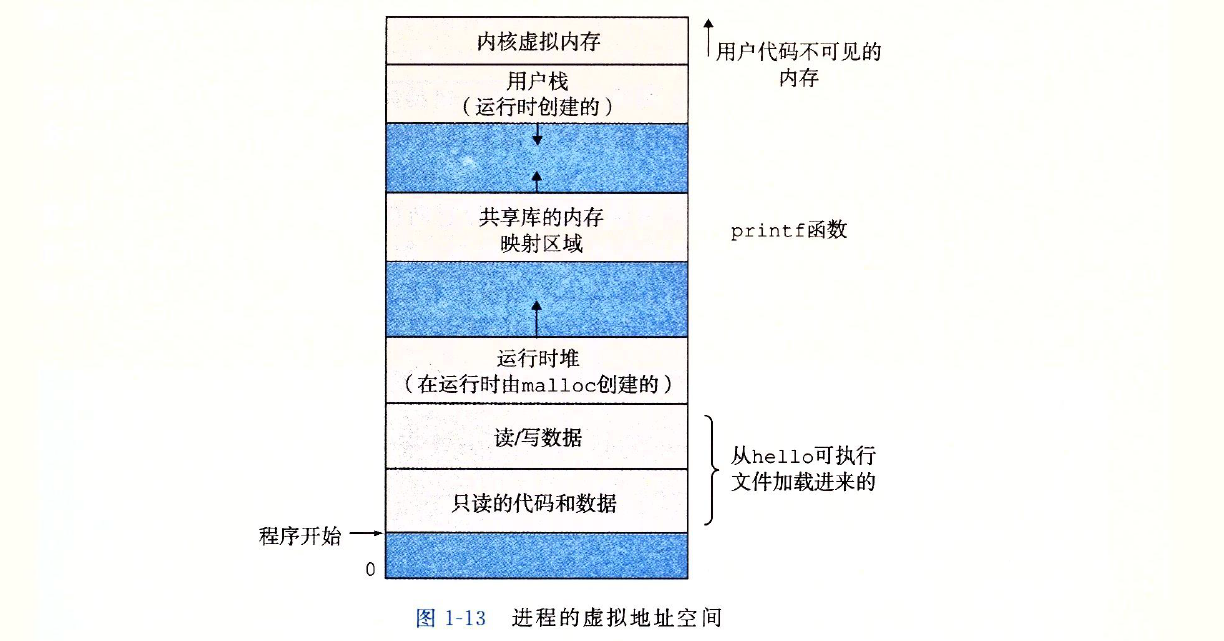 内核虚拟内存
用户代码不可见的
内存
用户栈
（运行时创建的）
共享库的内存
映射区域
printf函数
运行时堆
（在运行时由malloc创建的）
读/写数据
从hello可执行
文件加载进来的
只读的代码和数据
程序开始
0
图 1-13 进程的虚拟地址空间